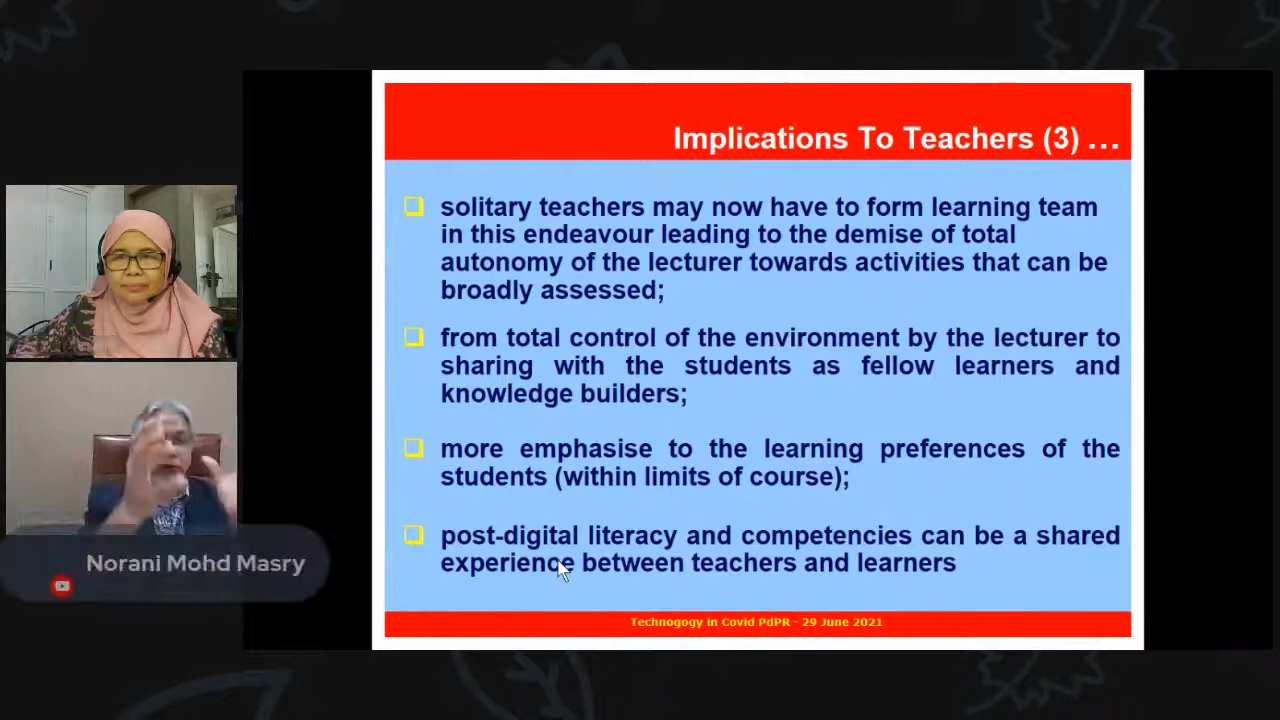 Implications To Teachers (3) ...
solitary teachers may now have to form learning team
in this endeavour leading to the demise of total
autonomy of the lecturer towards activities that can be
broadly assessed;
from total control of the environment by the lecturer to
sharing with the students as fellow learners and
knowledge builders;
more emphasise to the learning preferences of the
students (within limits of course);
post-digital literacy and competencies can be a shared
experience between teachers and learners
Technogogy in Covid PdPR - 29 June 2021
Norani Mohd Masry